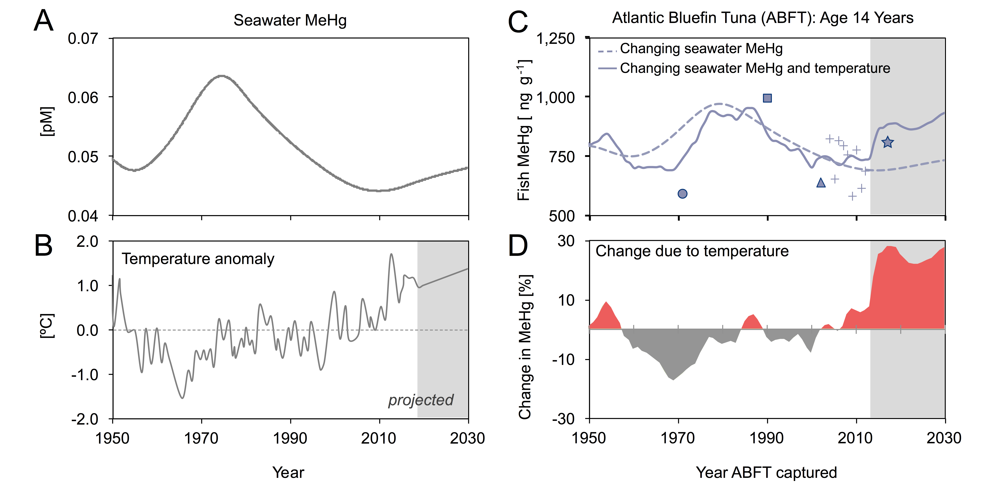 A
Seawater MeHg
0.07
0.06
0.05
0.04
[pM]
B
Temperature anomaly
2.0
1.0
0.0
-1.0
-2.0
[ºC]
projected
1950 1970 1990 2010 2030
Year
C
Atlantic Bluefin Tuna (ABFT): Age 14 Years
1,250
1,000
750
500
Fish MeHg [ ng g⁻¹]
Changing seawater MeHg
Changing seawater MeHg and temperature
D
Change due to temperature
30
10
-10
-30
Change in MeHg [%]
1950 1970 1990 2010 2030
Year ABFT captured